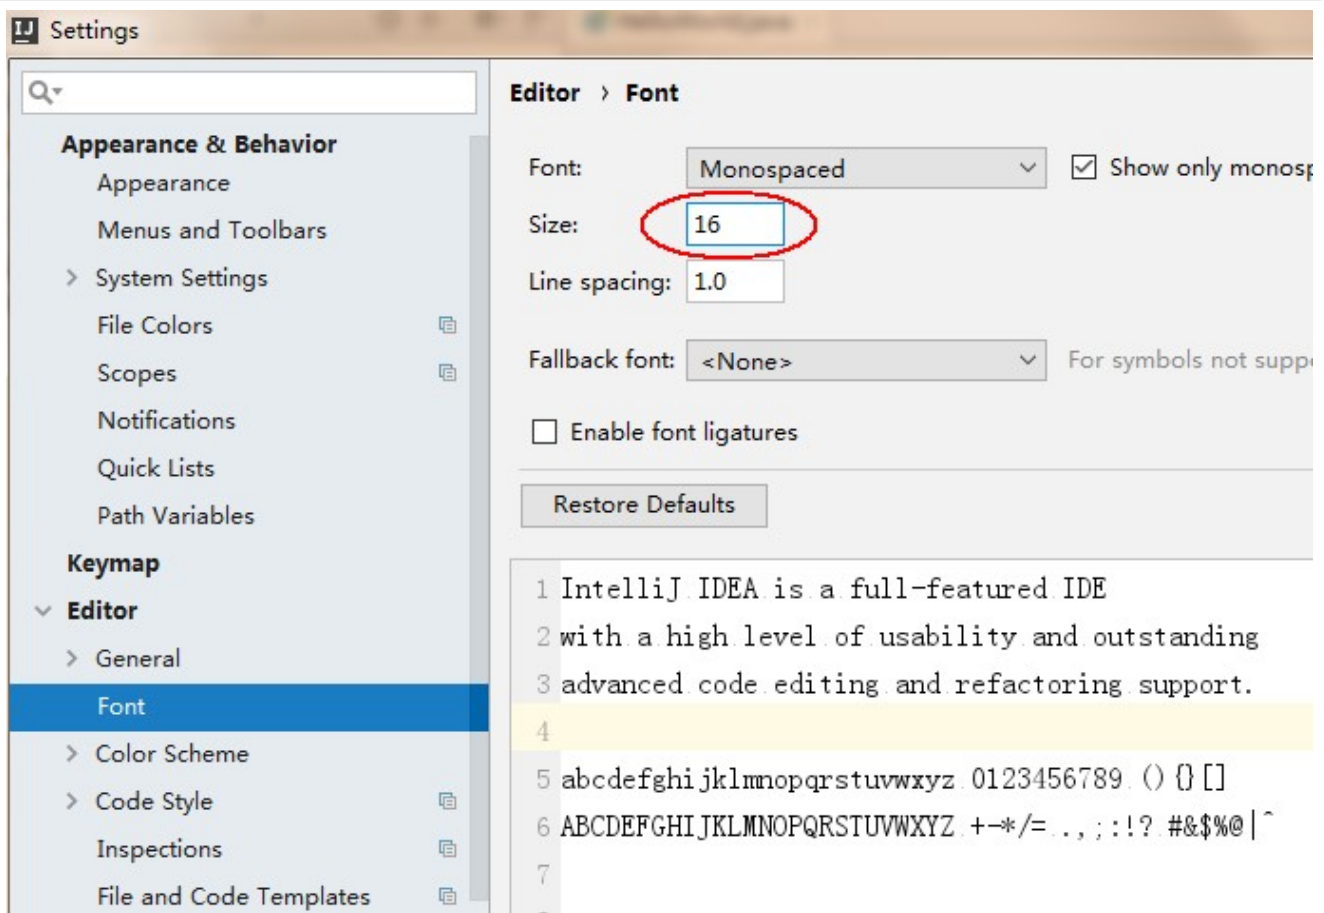 IJ Settings
Appearance & Behavior
Appearance
Menus and Toolbars
System Settings
File Colors
Scopes
Notifications
Quick Lists
Path Variables
Keymap
Editor
General
Font
Color Scheme
Code Style
Inspections
File and Code Templates
Editor › Font
Font: Monospaced Show only monosp
Size: 16
Line spacing: 1.0
Fallback font: <None> For symbols not supp
Enable font ligatures
Restore Defaults
1 IntelliJ IDEA is a full-featured IDE
2 with a high level of usability and outstanding
3 advanced code editing and refactoring support.
4
5 abcdefghijklmnopqrstuvwxyz 0123456789 (){}[]
6 ABCDEFGHIJKLMNOPQRSTUVWXYZ +-*/= .,;:!? #&$%@|^
7